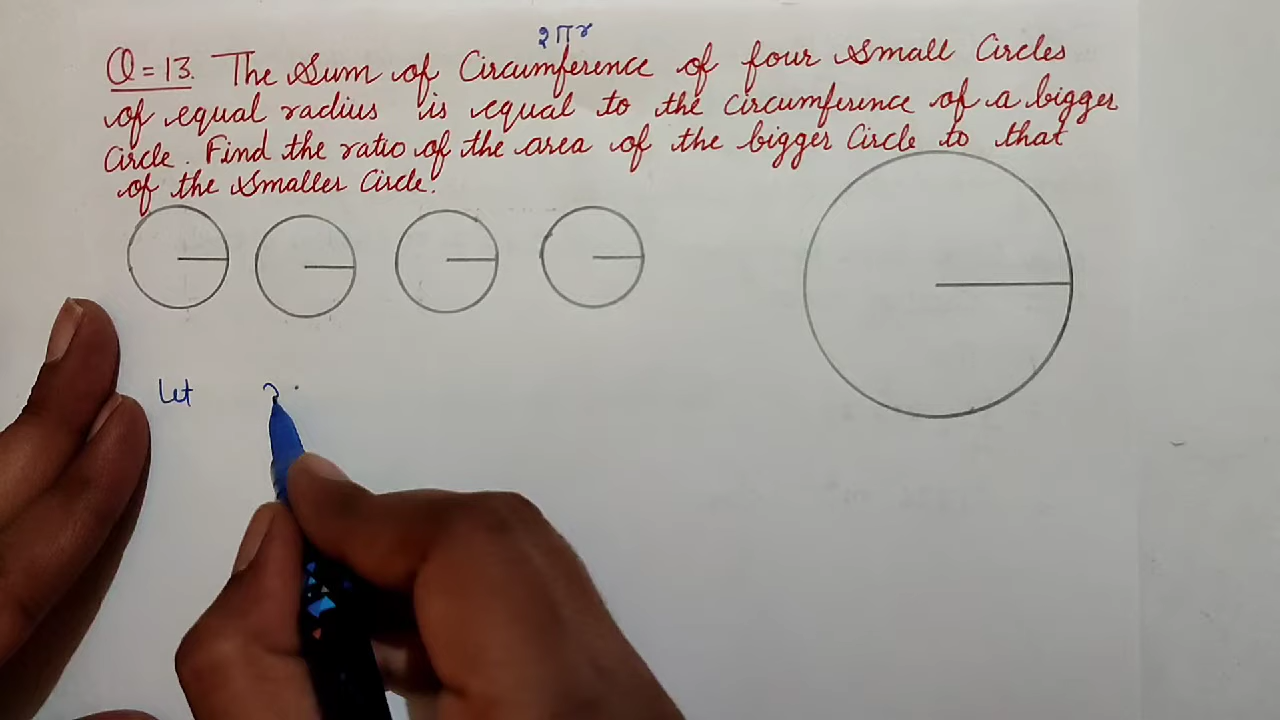 2πr
Q=13. The Sum of Circumference of four Small Circles
of equal radius is equal to the circumference of a bigger
Circle. Find the ratio of the area of the bigger Circle to that
of the Smaller Circle.
Let